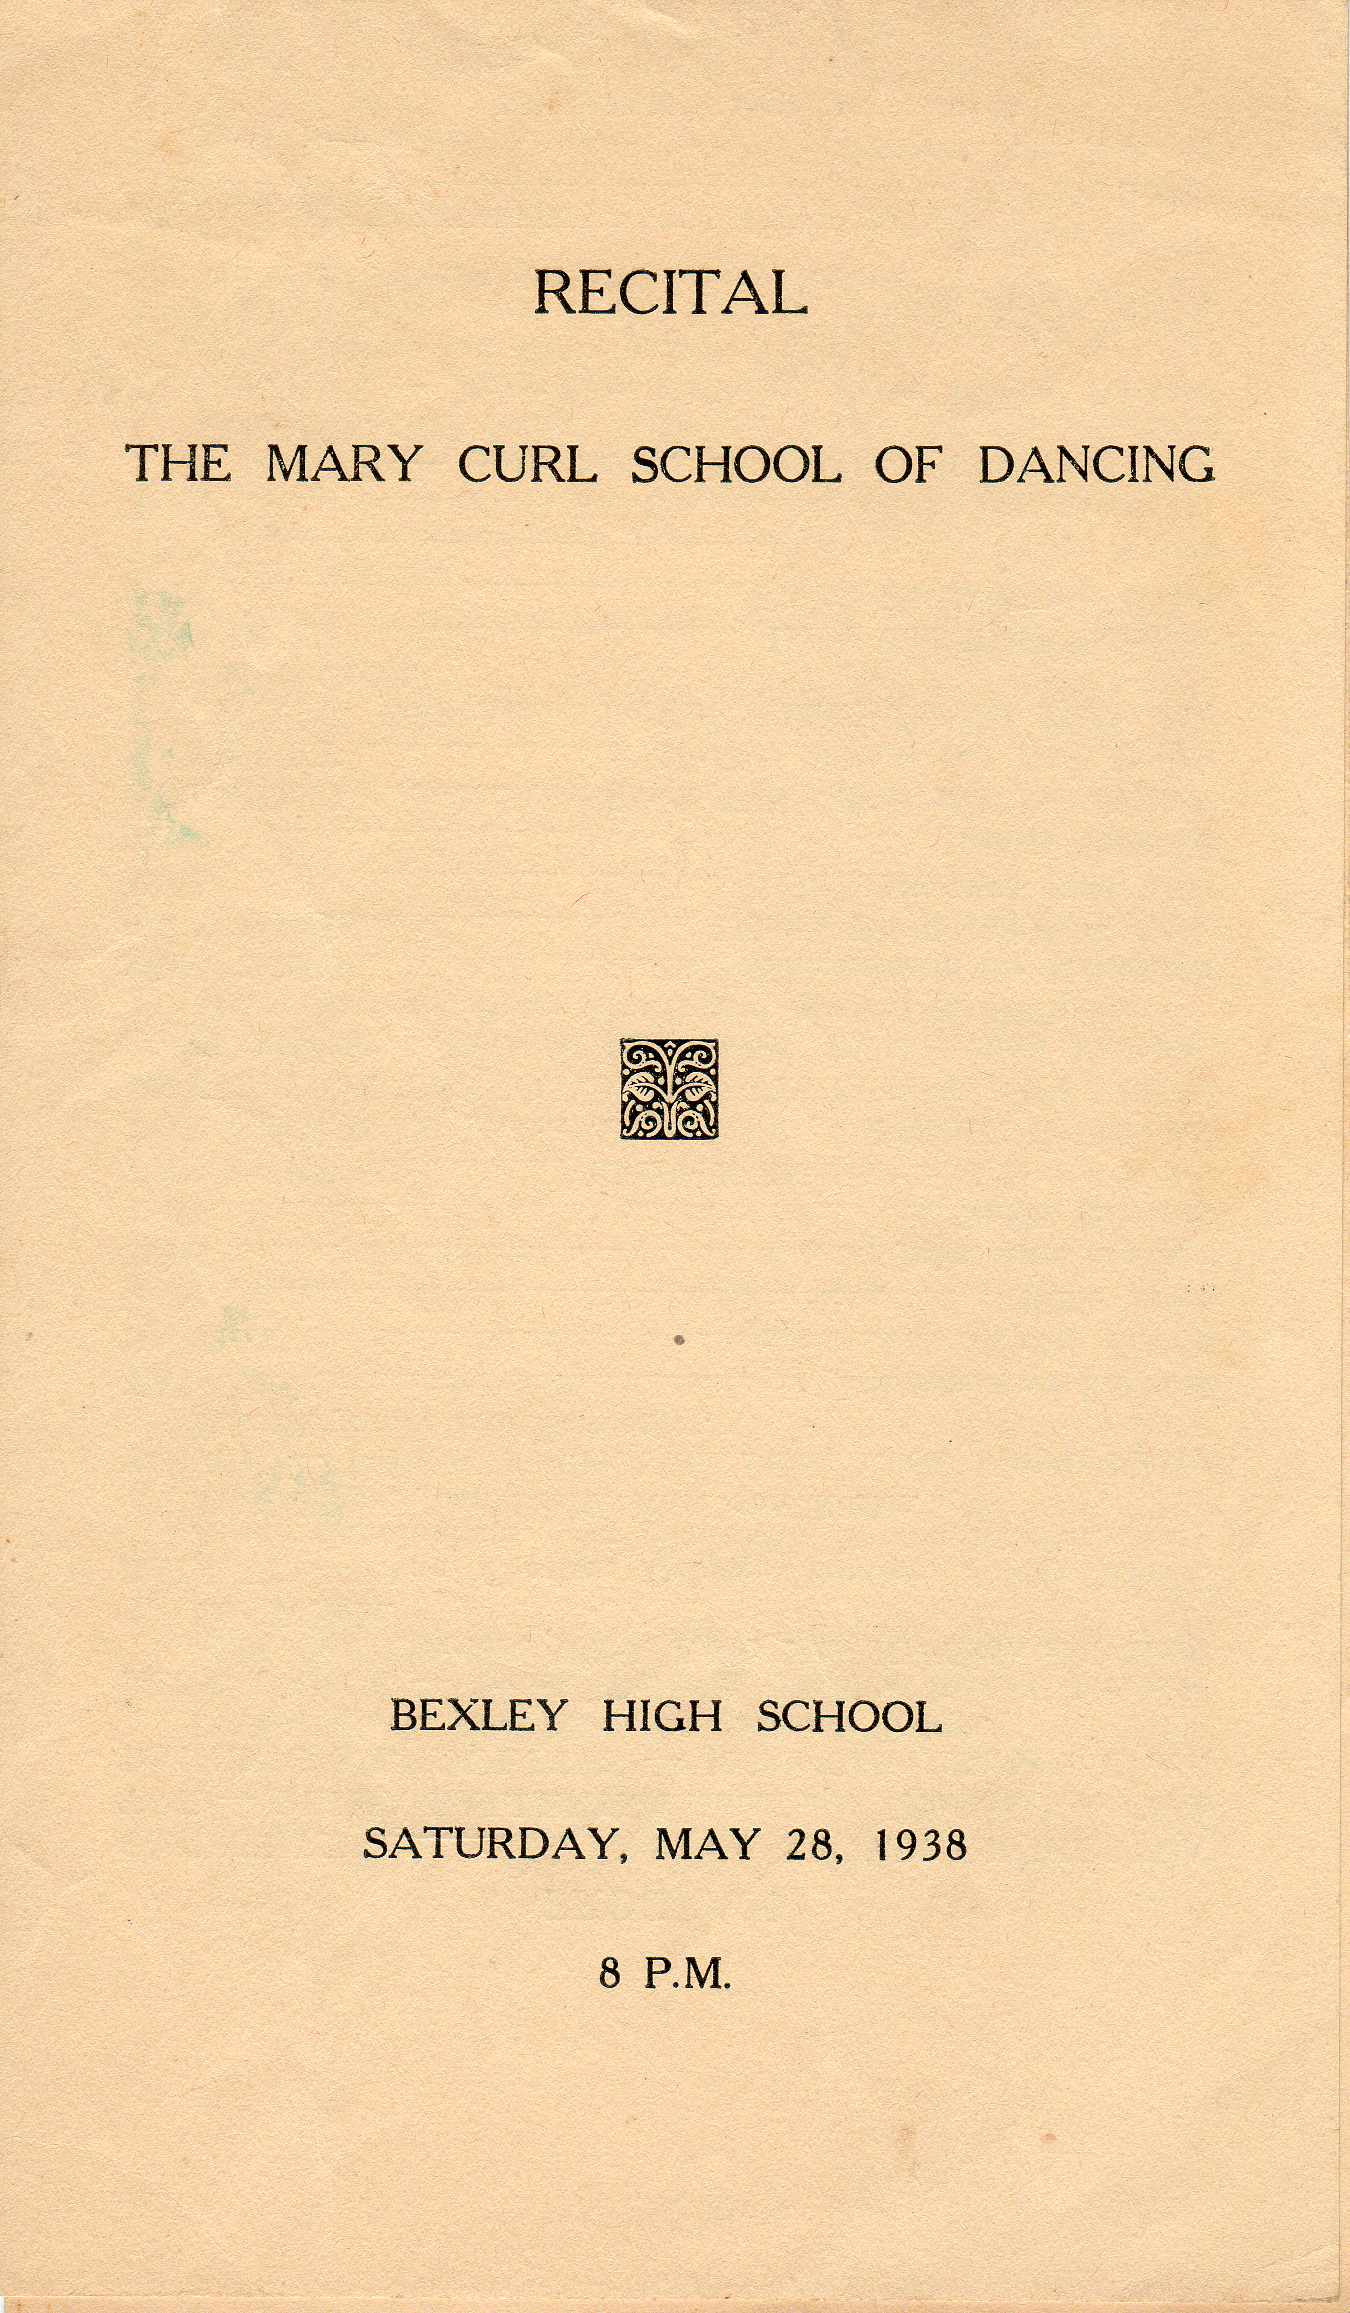 RECITAL
THE MARY CURL SCHOOL OF DANCING
BEXLEY HIGH SCHOOL
SATURDAY, MAY 28, 1938
8 P.M.